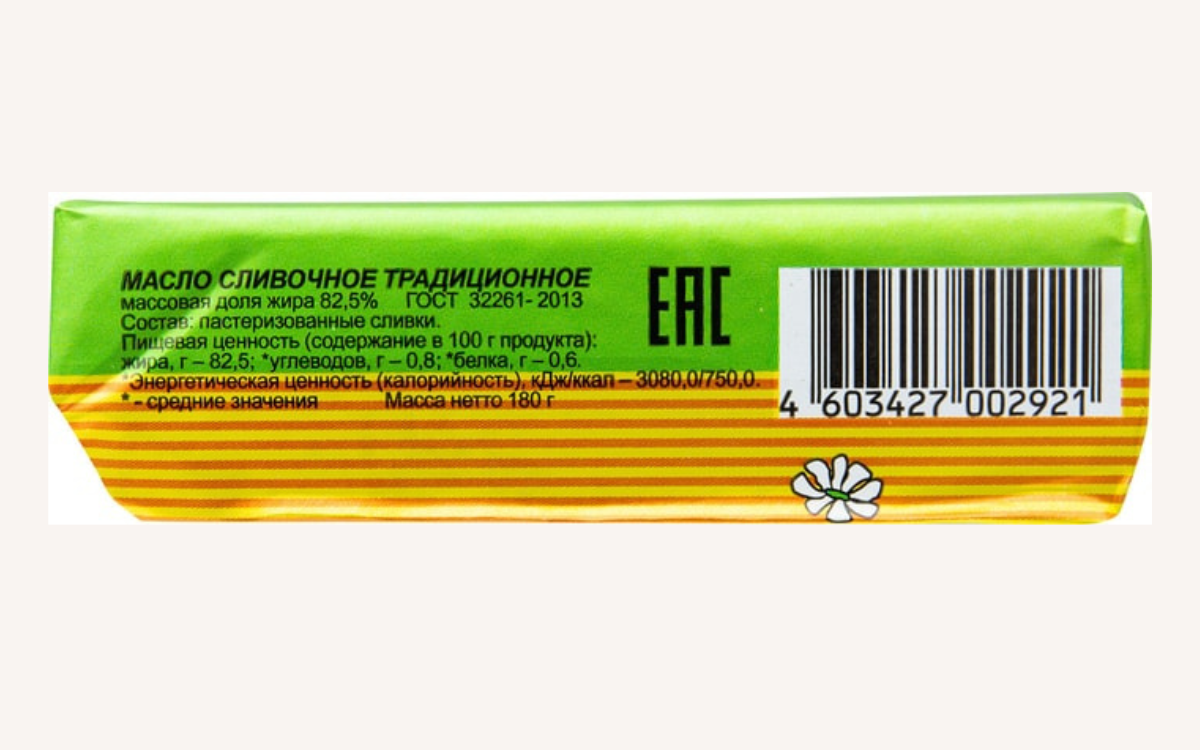 МАСЛО СЛИВОЧНОЕ ТРАДИЦИОННОЕ
массовая доля жира 82,5% ГОСТ 32261- 2013
Состав: пастеризованные сливки.
Пищевая ценность (содержание в 100 г продукта):
жира, г – 82,5; *углеводов, г – 0,8; *белка, г – 0,6.
*Энергетическая ценность (калорийность), кДж/ккал – 3080,0/750,0.
* - средние значения Масса нетто 180 г
ЕАС
4 603427 002921